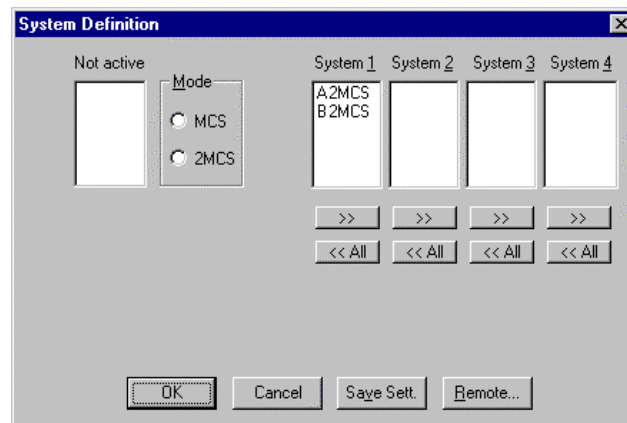 System Definition
Not active
Mode
MCS
2MCS
System 1 System 2 System 3 System 4
A2MCS
B2MCS
>> >> >> >>
<< All << All << All << All
OK Cancel Save Sett. Remote...